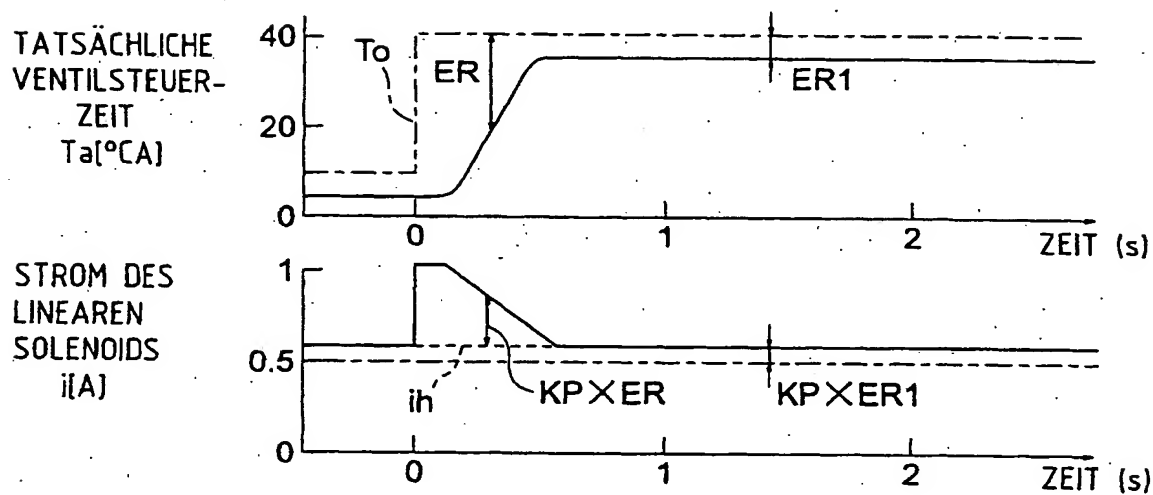 TATSÄCHLICHE
VENTILSTEUER-
ZEIT
Ta[°CA]
40
20
0
To
ER
ER1
0
1
2
ZEIT (s)
STROM DES
LINEAREN
SOLENOIDS
i[A]
1
0.5
0
ih
KP×ER
KP×ER1
0
1
2
ZEIT (s)